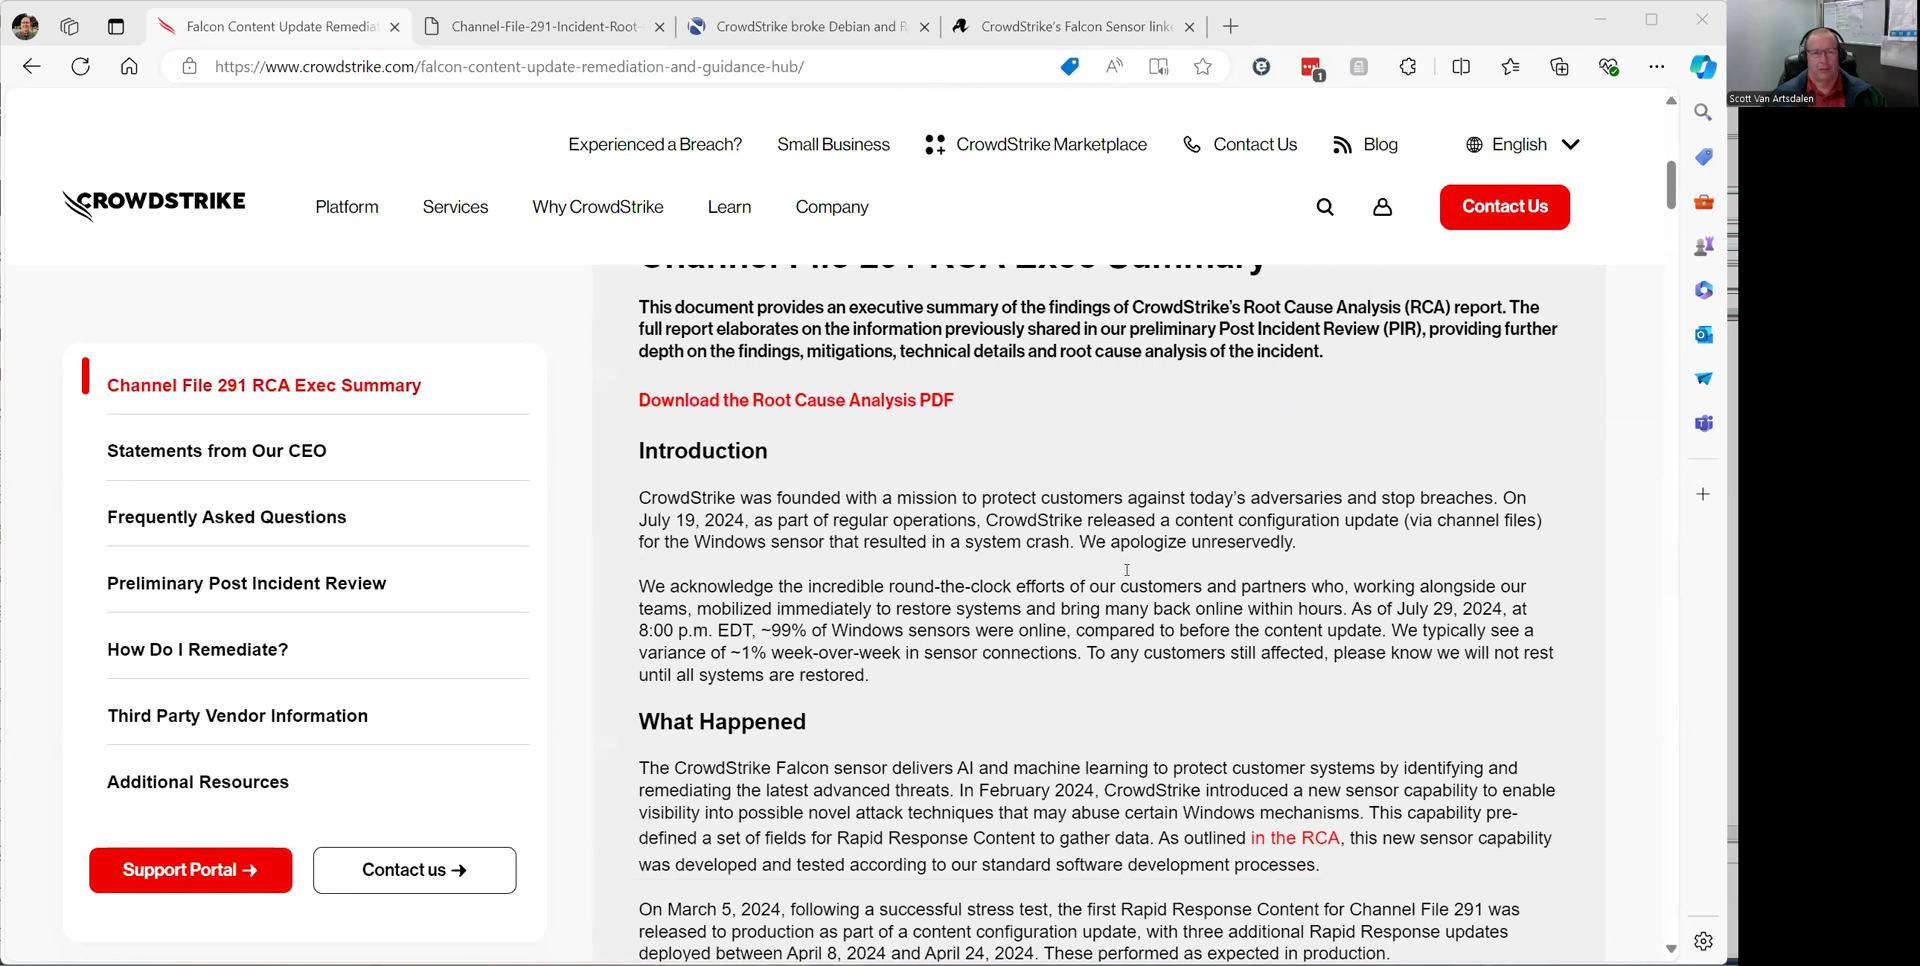 Falcon Content Update Remediat
Channel-File-291-Incident-Root-
CrowdStrike broke Debian and R
CrowdStrike's Falcon Sensor link
https://www.crowdstrike.com/falcon-content-update-remediation-and-guidance-hub/
1
Scott Van Artsdalen
Experienced a Breach?
Small Business
CrowdStrike Marketplace
Contact Us
Blog
English
CROWDSTRIKE
Platform
Services
Why CrowdStrike
Learn
Company
Contact Us
Channel File 291 RCA Exec Summary
Statements from Our CEO
Frequently Asked Questions
Preliminary Post Incident Review
How Do I Remediate?
Third Party Vendor Information
Additional Resources
Support Portal →
Contact us →
Channel File 291 RCA Exec Summary
This document provides an executive summary of the findings of CrowdStrike's Root Cause Analysis (RCA) report. The
full report elaborates on the information previously shared in our preliminary Post Incident Review (PIR), providing further
depth on the findings, mitigations, technical details and root cause analysis of the incident.
Download the Root Cause Analysis PDF
Introduction
CrowdStrike was founded with a mission to protect customers against today's adversaries and stop breaches. On
July 19, 2024, as part of regular operations, CrowdStrike released a content configuration update (via channel files)
for the Windows sensor that resulted in a system crash. We apologize unreservedly.
We acknowledge the incredible round-the-clock efforts of our customers and partners who, working alongside our
teams, mobilized immediately to restore systems and bring many back online within hours. As of July 29, 2024, at
8:00 p.m. EDT, ~99% of Windows sensors were online, compared to before the content update. We typically see a
variance of ~1% week-over-week in sensor connections. To any customers still affected, please know we will not rest
until all systems are restored.
What Happened
The CrowdStrike Falcon sensor delivers AI and machine learning to protect customer systems by identifying and
remediating the latest advanced threats. In February 2024, CrowdStrike introduced a new sensor capability to enable
visibility into possible novel attack techniques that may abuse certain Windows mechanisms. This capability pre-
defined a set of fields for Rapid Response Content to gather data. As outlined in the RCA, this new sensor capability
was developed and tested according to our standard software development processes.
On March 5, 2024, following a successful stress test, the first Rapid Response Content for Channel File 291 was
released to production as part of a content configuration update, with three additional Rapid Response updates
deployed between April 8, 2024 and April 24, 2024. These performed as expected in production.